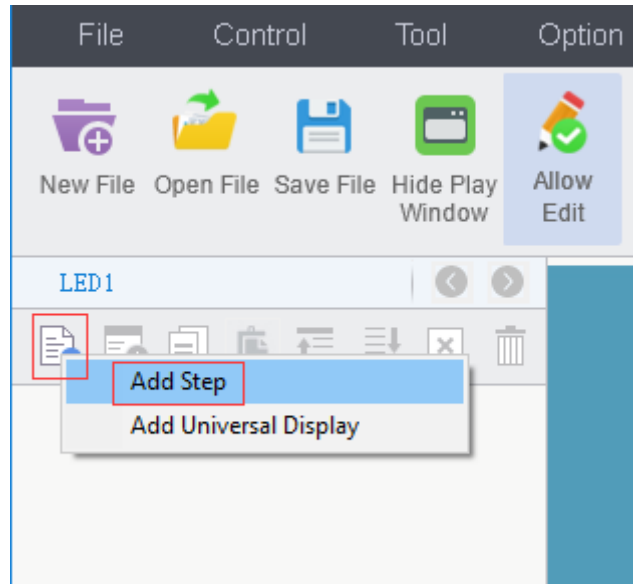 File Control Tool Option
New File Open File Save File Hide Play Window Allow Edit
LED1
Add Step
Add Universal Display